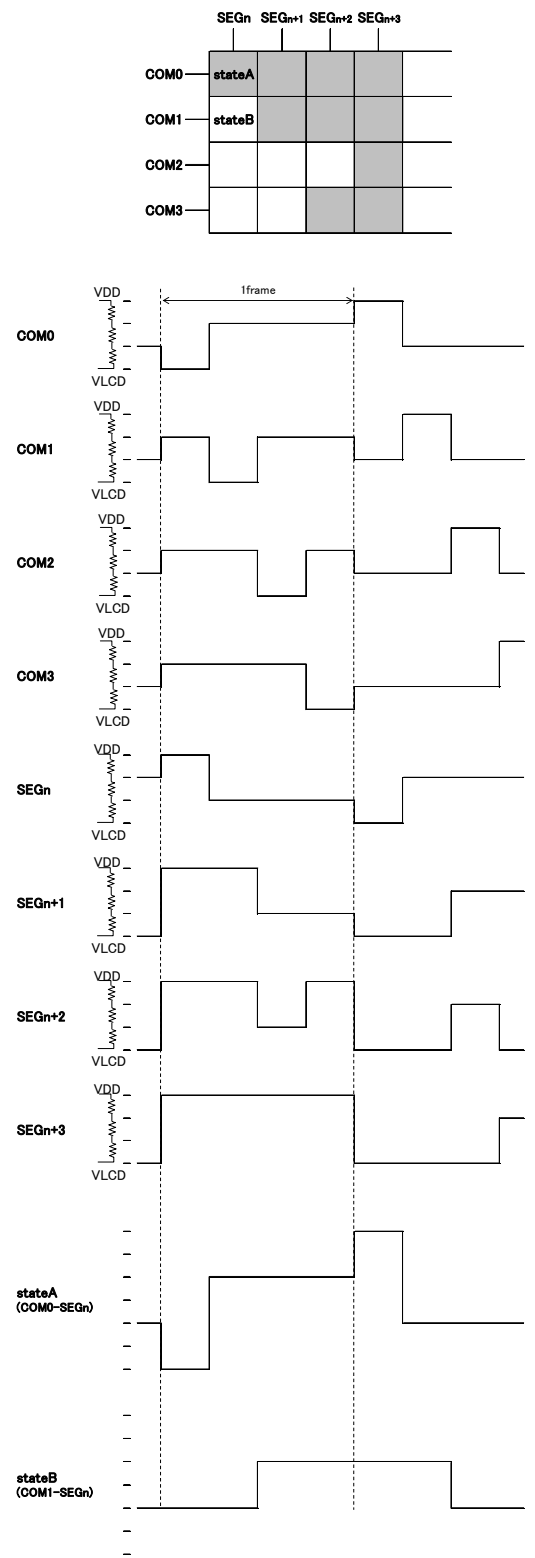 SEGn SEGn+1 SEGn+2 SEGn+3
COM0 stateA
COM1 stateB
COM2
COM3
1frame
VDD
COM0
VLCD
VDD
COM1
VLCD
VDD
COM2
VLCD
VDD
COM3
VLCD
VDD
SEGn
VLCD
VDD
SEGn+1
VLCD
VDD
SEGn+2
VLCD
VDD
SEGn+3
VLCD
stateA
(COM0-SEGn)
stateB
(COM1-SEGn)